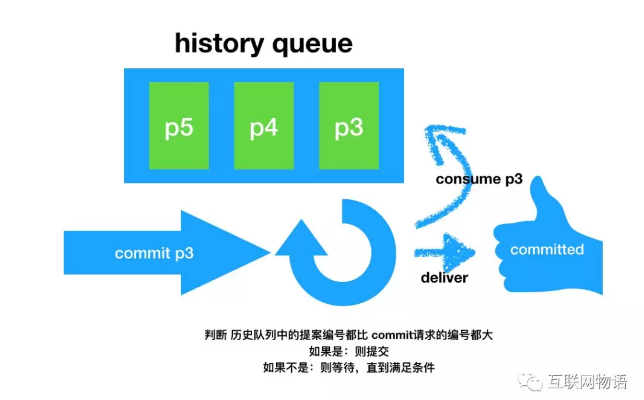 history queue
p5 p4 p3
consume p3
commit p3
committed
deliver
判断 历史队列中的提案编号都比 commit请求的编号都大
如果是：则提交
如果不是：则等待，直到满足条件
互联网物语